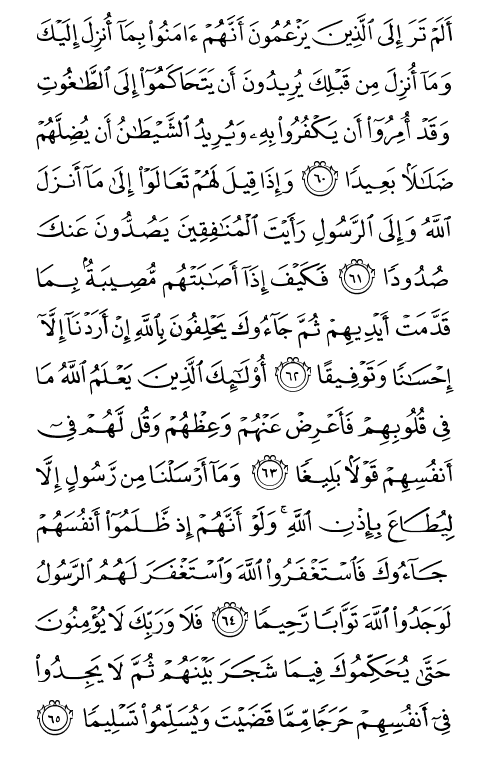 أَلَمْ تَرَ إِلَى ٱلَّذِينَ يَزْعُمُونَ أَنَّهُمْ ءَامَنُوا۟ بِمَآ أُنزِلَ إِلَيْكَ
وَمَآ أُنزِلَ مِن قَبْلِكَ يُرِيدُونَ أَن يَتَحَاكَمُوٓا۟ إِلَى ٱلطَّـٰغُوتِ
وَقَدْ أُمِرُوٓا۟ أَن يَكْفُرُوا۟ بِهِۦ وَيُرِيدُ ٱلشَّيْطَـٰنُ أَن يُضِلَّهُمْ
ضَلَـٰلًۢا بَعِيدًا ٦٠ وَإِذَا قِيلَ لَهُمْ تَعَالَوْا۟ إِلَىٰ مَآ أَنزَلَ
ٱللَّهُ وَإِلَى ٱلرَّسُولِ رَأَيْتَ ٱلْمُنَـٰفِقِينَ يَصُدُّونَ عَنكَ
صُدُودًا ٦١ فَكَيْفَ إِذَآ أَصَـٰبَتْهُم مُّصِيبَةٌۢ بِمَا
قَدَّمَتْ أَيْدِيهِمْ ثُمَّ جَآءُوكَ يَحْلِفُونَ بِٱللَّهِ إِنْ أَرَدْنَآ إِلَّآ
إِحْسَـٰنًا وَتَوْفِيقًا ٦٢ أُو۟لَـٰٓئِكَ ٱلَّذِينَ يَعْلَمُ ٱللَّهُ مَا
فِى قُلُوبِهِمْ فَأَعْرِضْ عَنْهُمْ وَعِظْهُمْ وَقُل لَّهُمْ فِىٓ
أَنفُسِهِمْ قَوْلًۢا بَلِيغًا ٦٣ وَمَآ أَرْسَلْنَا مِن رَّسُولٍ إِلَّا
لِيُطَاعَ بِإِذْنِ ٱللَّهِ ۚ وَلَوْ أَنَّهُمْ إِذ ظَّلَمُوٓا۟ أَنفُسَهُمْ
جَآءُوكَ فَٱسْتَغْفَرُوا۟ ٱللَّهَ وَٱسْتَغْفَرَ لَهُمُ ٱلرَّسُولُ
لَوَجَدُوا۟ ٱللَّهَ تَوَّابًا رَّحِيمًا ٦٤ فَلَا وَرَبِّكَ لَا يُؤْمِنُونَ
حَتَّىٰ يُحَكِّمُوكَ فِيمَا شَجَرَ بَيْنَهُمْ ثُمَّ لَا يَجِدُوا۟
فِىٓ أَنفُسِهِمْ حَرَجًا مِّمَّا قَضَيْتَ وَيُسَلِّمُوا۟ تَسْلِيمًا ٦٥